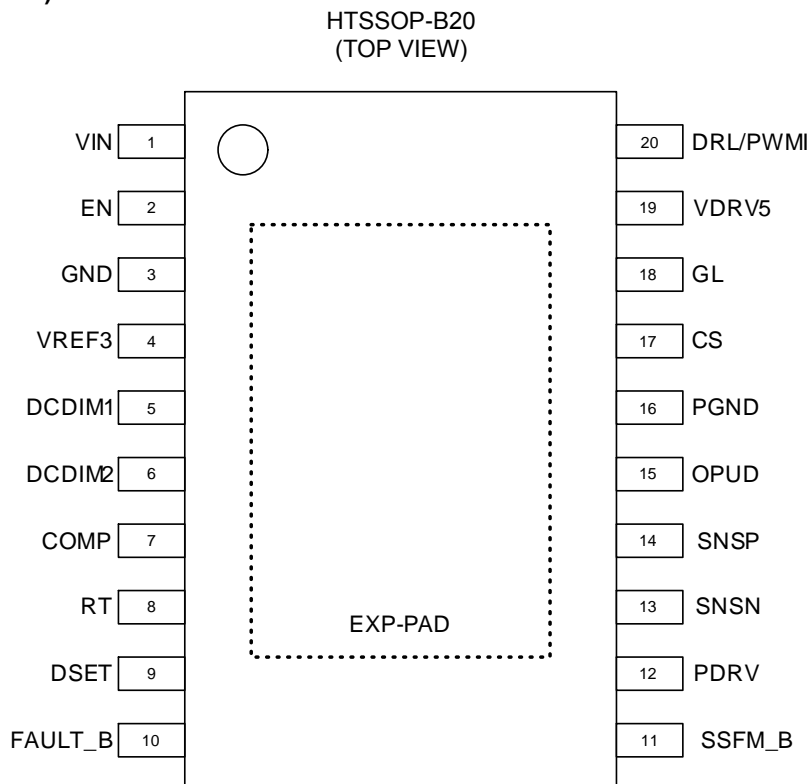 )
HTSSOP-B20
(TOP VIEW)
VIN 1
20 DRL/PWMI
EN 2
19 VDRV5
GND 3
18 GL
VREF3 4
17 CS
DCDIM1 5
16 PGND
DCDIM2 6
15 OPUD
COMP 7
14 SNSP
RT 8
13 SNSN
EXP-PAD
DSET 9
12 PDRV
FAULT_B 10
11 SSFM_B